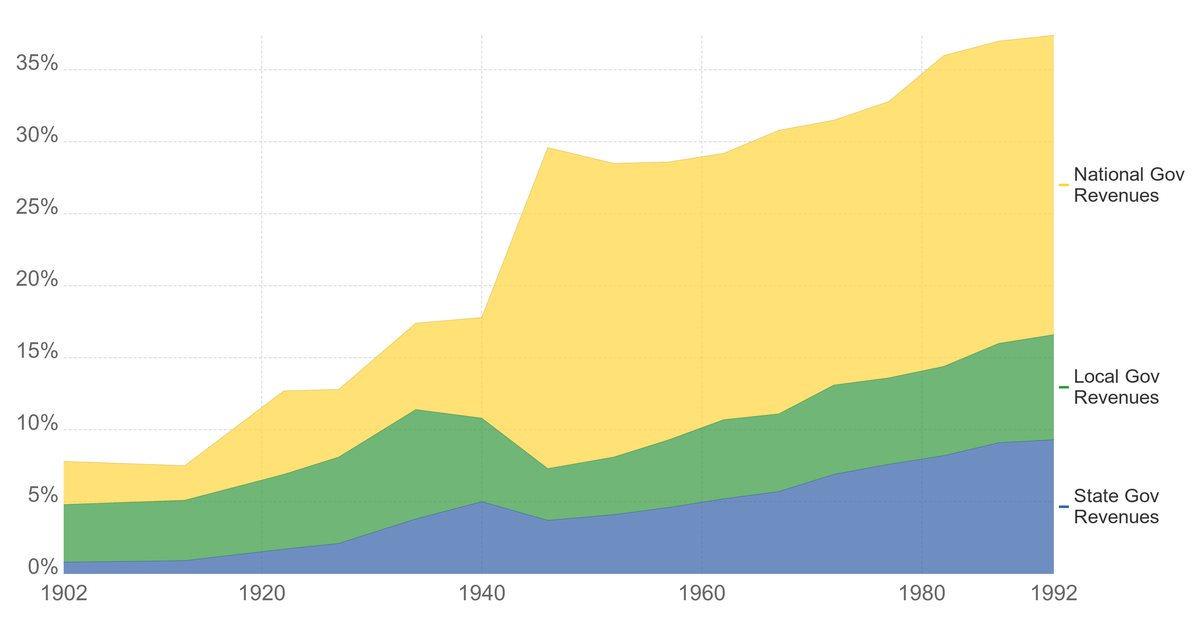 35%
30%
25%
20%
15%
10%
5%
0%
1902 1920 1940 1960 1980 1992
National Gov
Revenues
Local Gov
Revenues
State Gov
Revenues